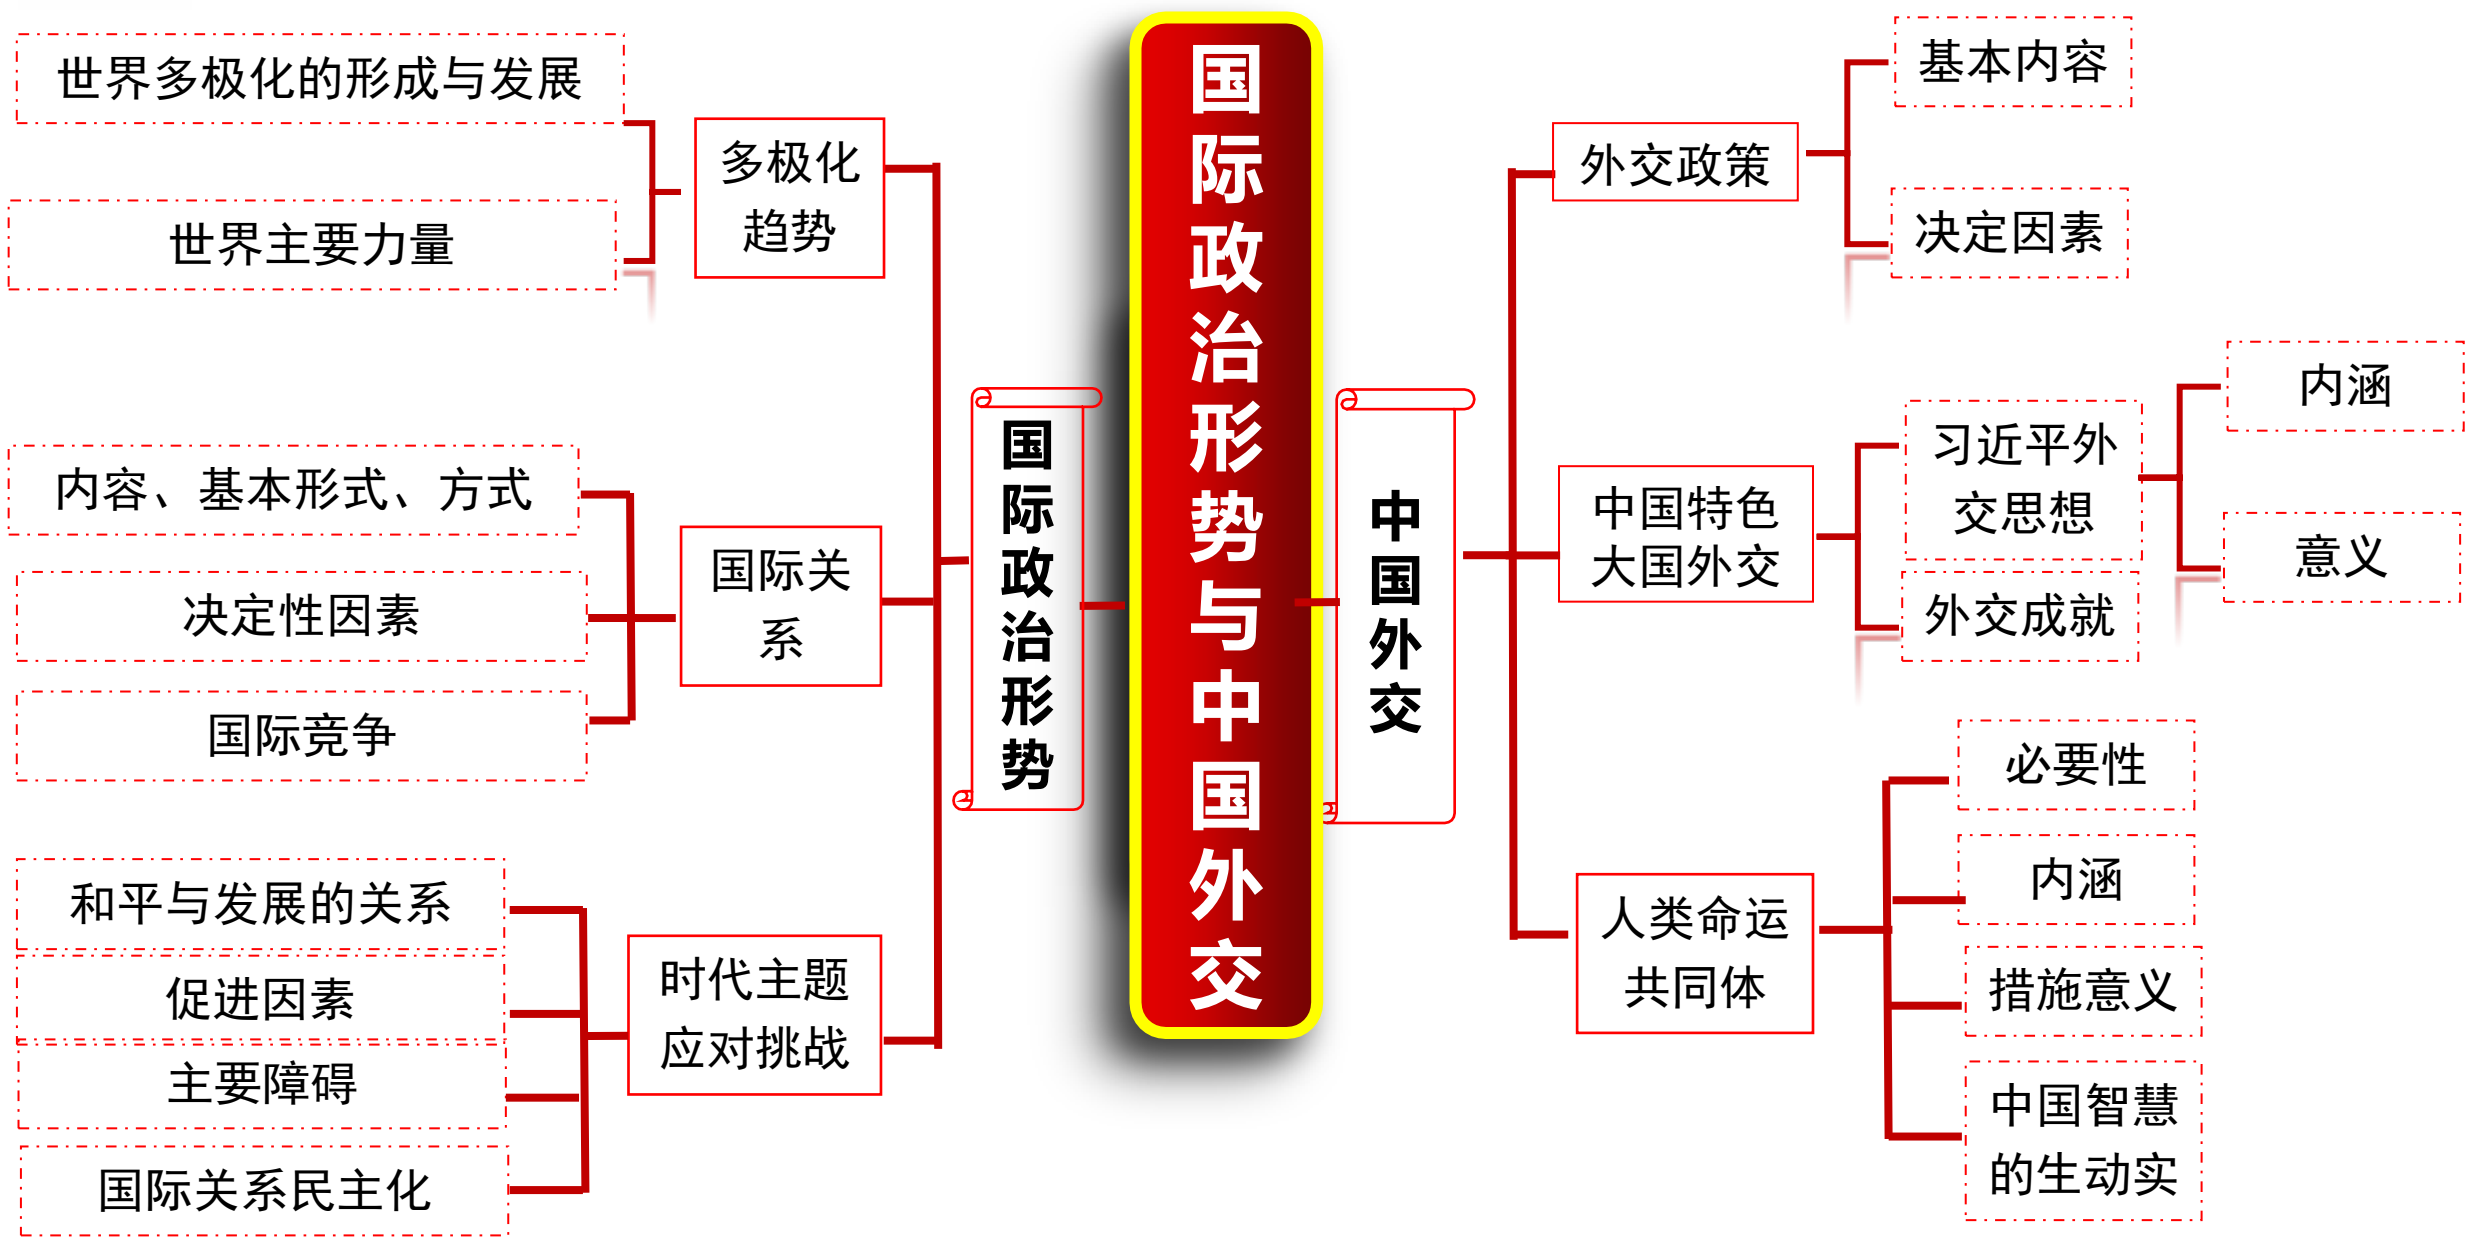 世界多极化的形成与发展
世界主要力量
多极化
趋势
内容、基本形式、方式
决定性因素
国际竞争
国际关
系
和平与发展的关系
促进因素
主要障碍
国际关系民主化
时代主题
应对挑战
国际政治形势
国际政治形势与中国外交
中国外交
外交政策
基本内容
决定因素
中国特色
大国外交
习近平外
交思想
内涵
意义
外交成就
人类命运
共同体
必要性
内涵
措施意义
中国智慧
的生动实